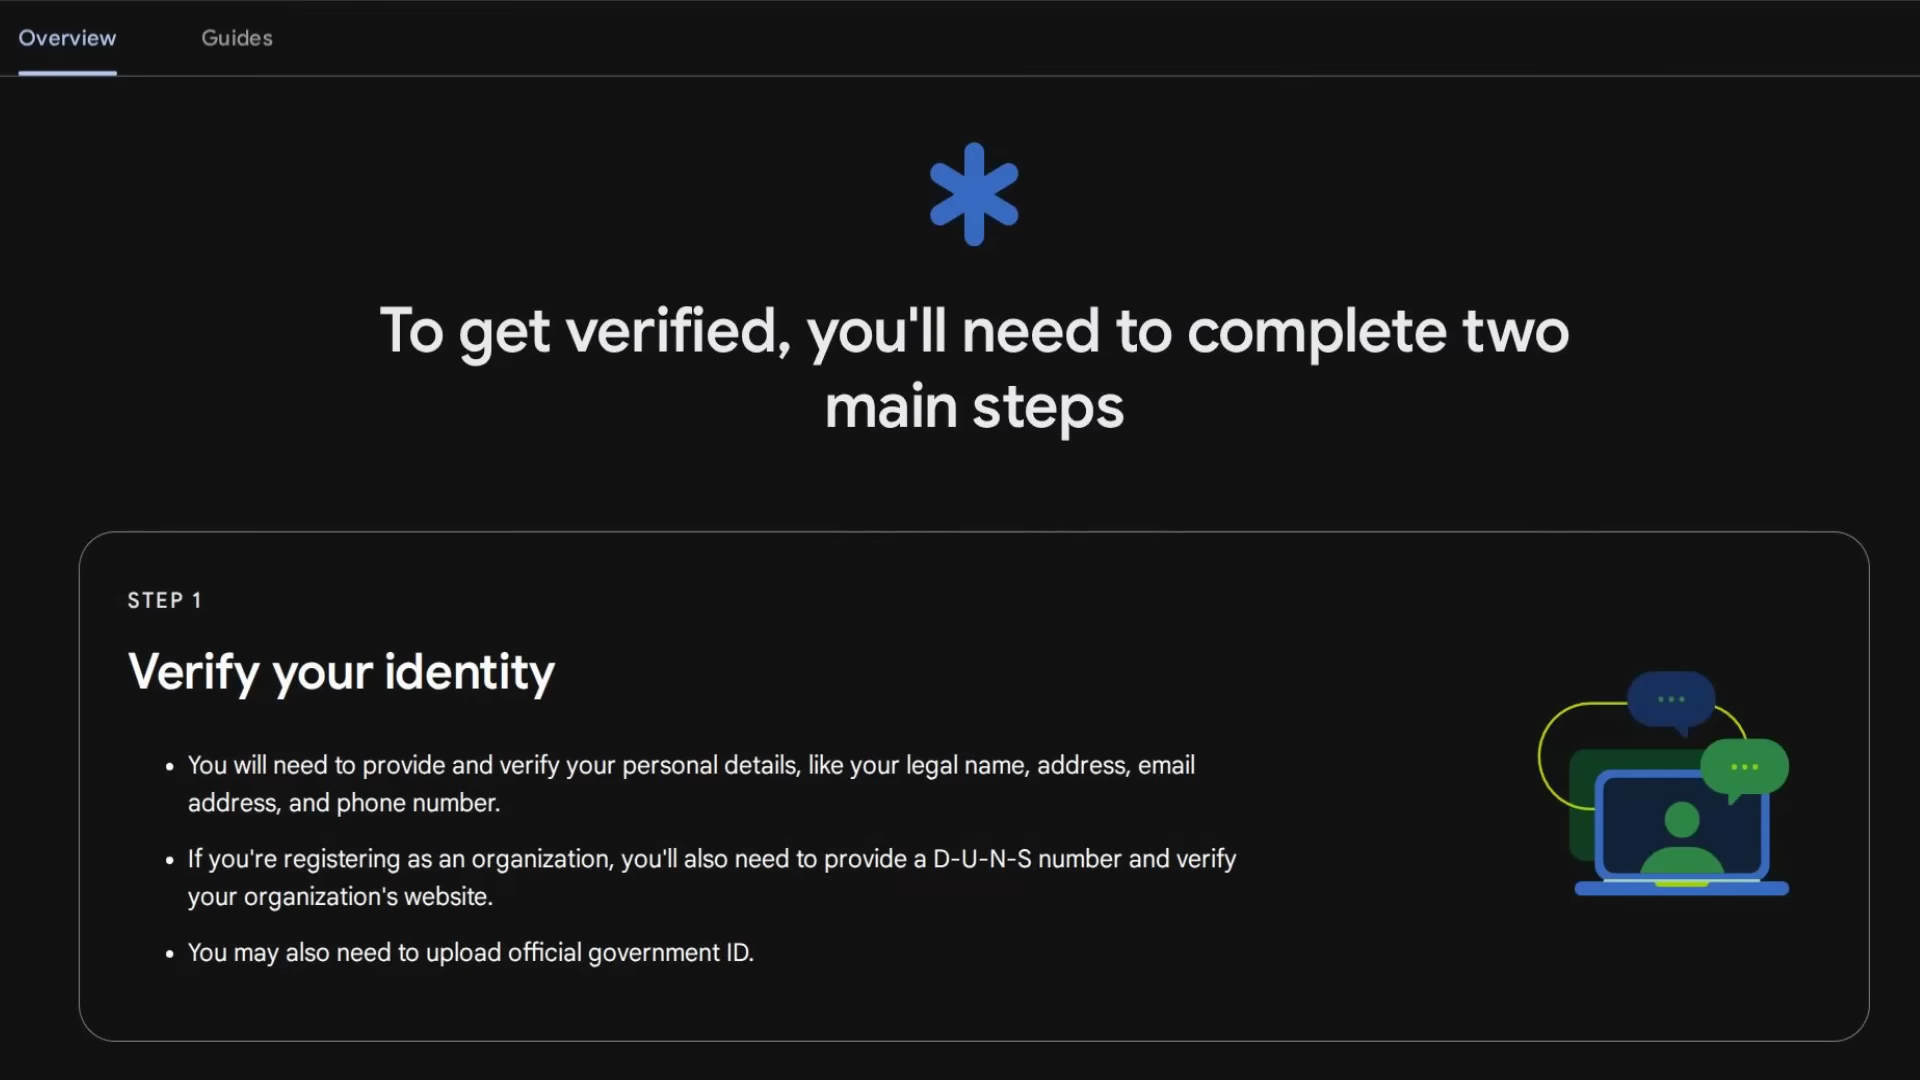 Overview
Guides
To get verified, you'll need to complete two
main steps
STEP 1
Verify your identity
• You will need to provide and verify your personal details, like your legal name, address, email
address, and phone number.
• If you're registering as an organization, you'll also need to provide a D-U-N-S number and verify
your organization's website.
• You may also need to upload official government ID.